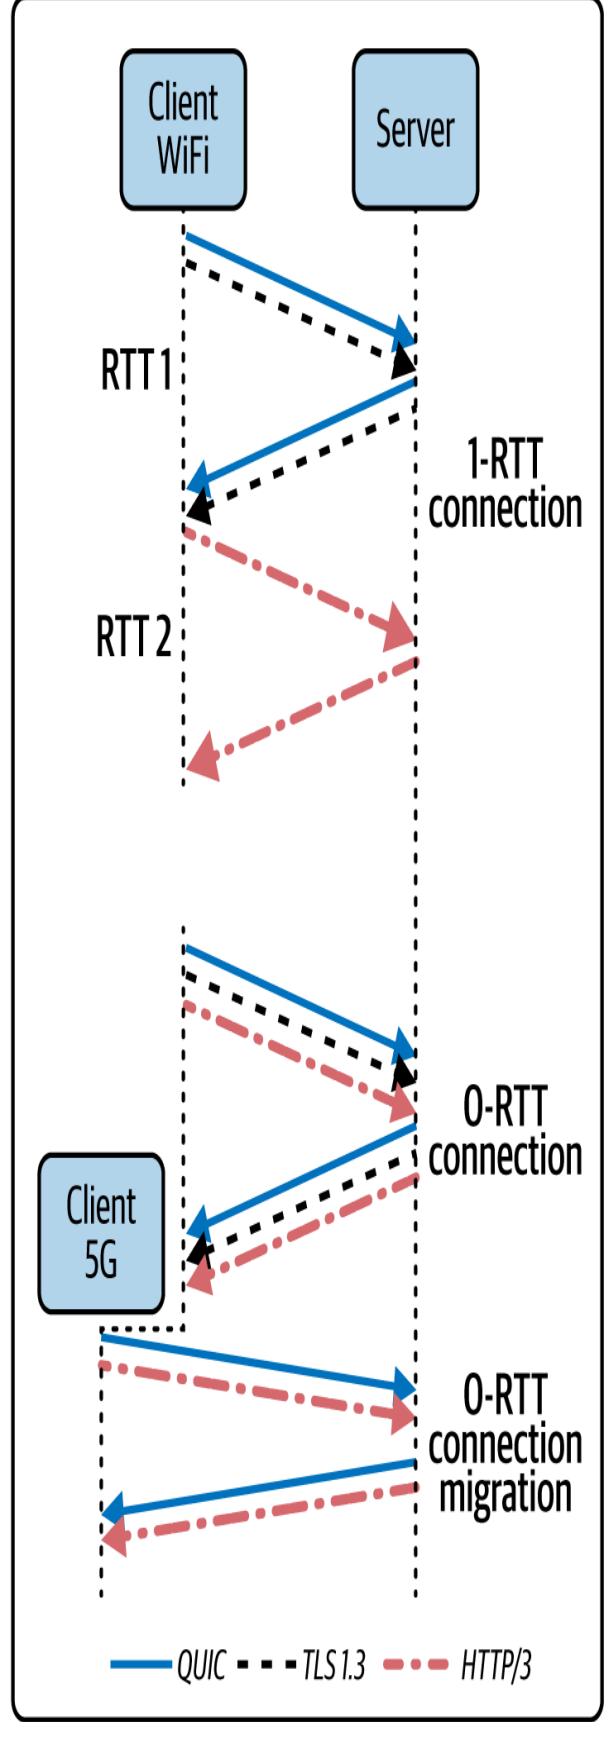 Client
WiFi
Server
RTT 1
1-RTT
connection
RTT 2
0-RTT
connection
Client
5G
0-RTT
connection
migration
QUIC
TLS 1.3
HTTP/3